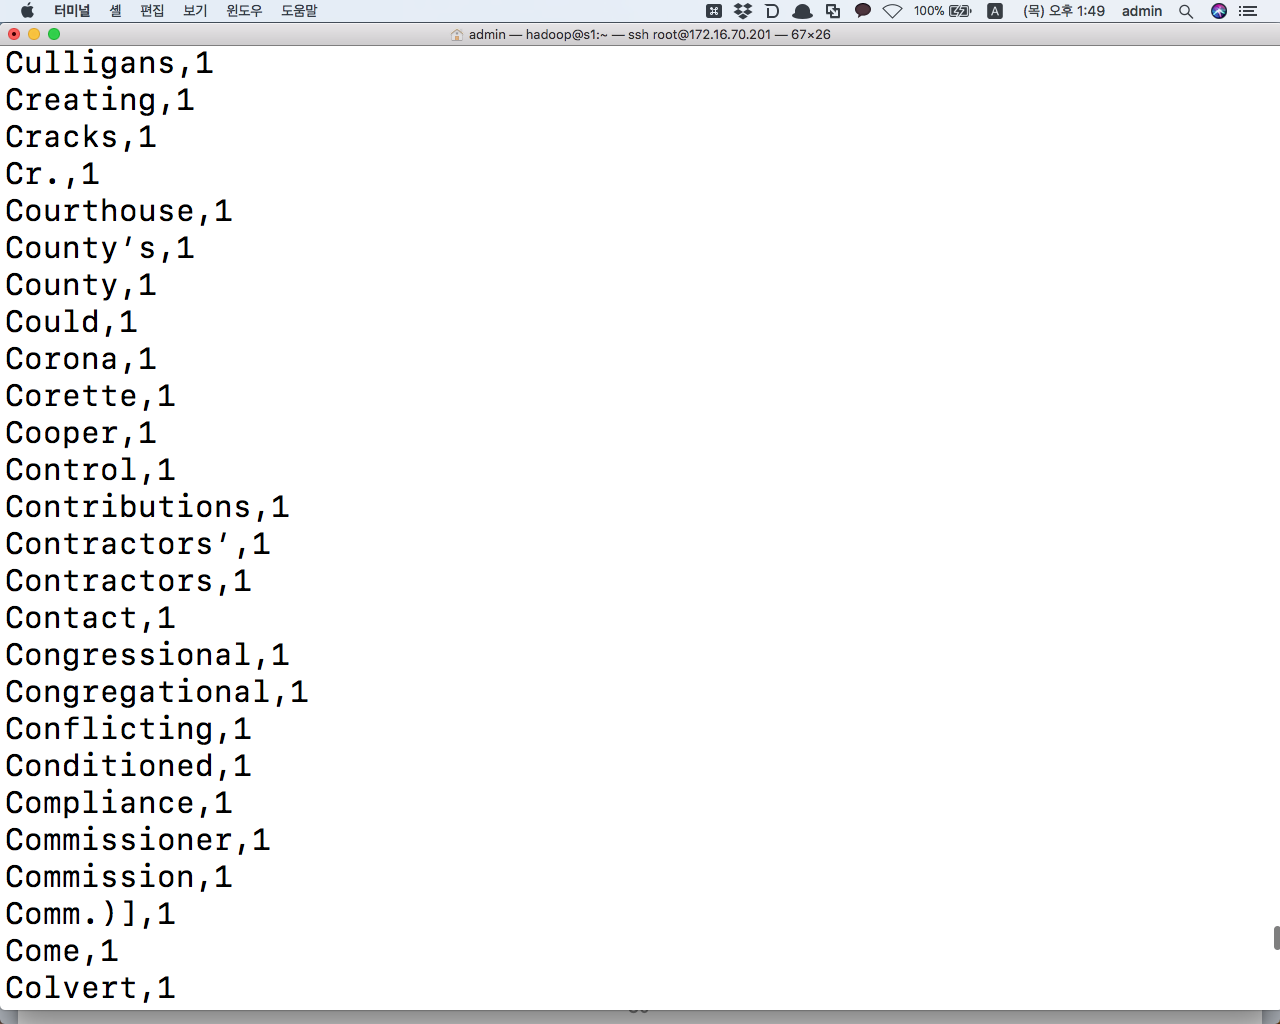 터미널 셸 편집 보기 윈도우 도움말 100% A (목) 오후 1:49 admin
admin — hadoop@s1:~ — ssh root@172.16.70.201 — 67×26
Culligans,1
Creating,1
Cracks,1
Cr.,1
Courthouse,1
County's,1
County,1
Could,1
Corona,1
Corette,1
Cooper,1
Control,1
Contributions,1
Contractors',1
Contractors,1
Contact,1
Congressional,1
Congregational,1
Conflicting,1
Conditioned,1
Compliance,1
Commissioner,1
Commission,1
Comm.)],1
Come,1
Colvert,1